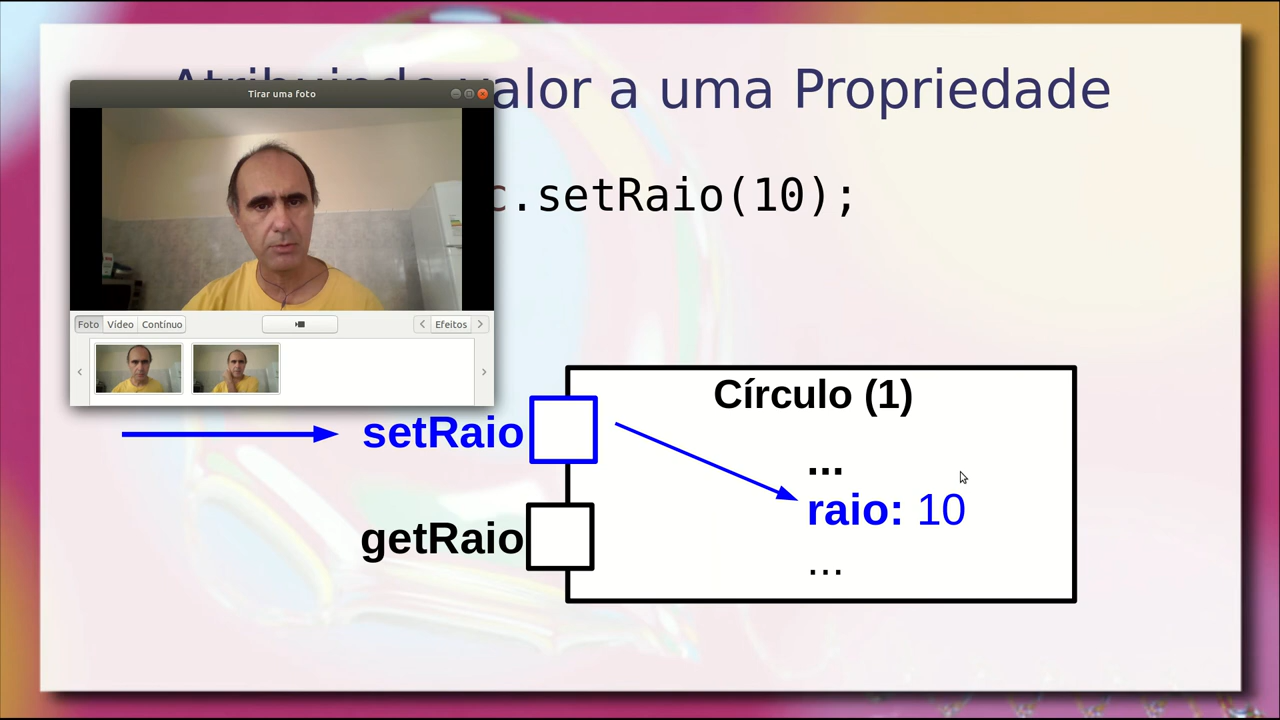 valor a uma Propriedade
c.setRaio(10);
Tirar uma foto
Foto Vídeo Contínuo Efeitos
Círculo (1)
setRaio
...
raio: 10
getRaio
...